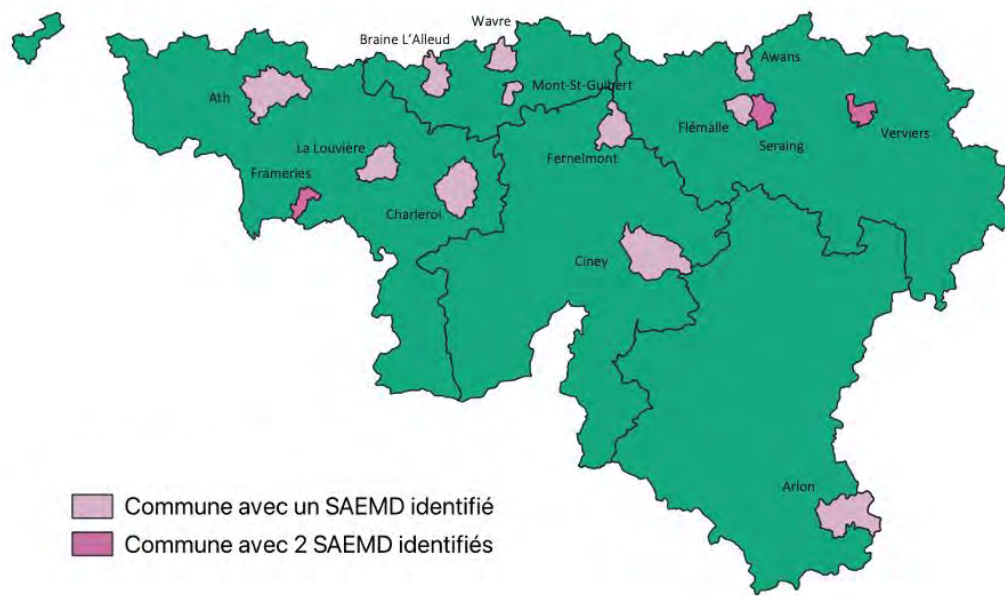 Wavre
Braine L'Alleud
Awans
Ath
Mont-St-Guibert
Flémalle
Seraing
Verviers
La Louvière
Fernelmont
Frameries
Charleroi
Ciney
Arlon
Commune avec un SAEMD identifié
Commune avec 2 SAEMD identifiés